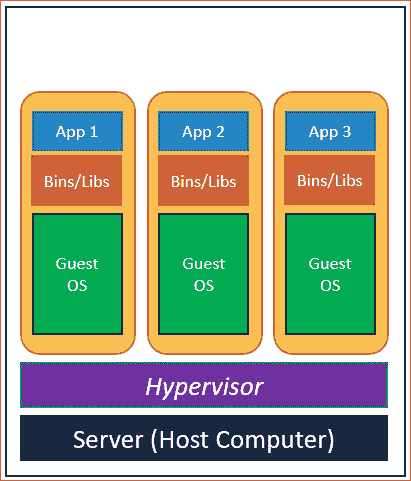 App 1
App 2
App 3
Bins/Libs
Bins/Libs
Bins/Libs
Guest
OS
Guest
OS
Guest
OS
Hypervisor
Server (Host Computer)